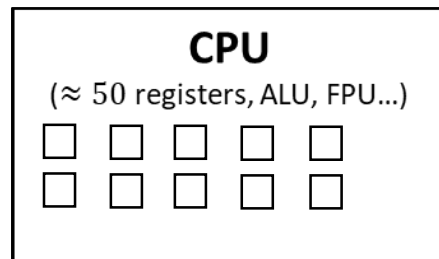 CPU
(≈ 50 registers, ALU, FPU...)